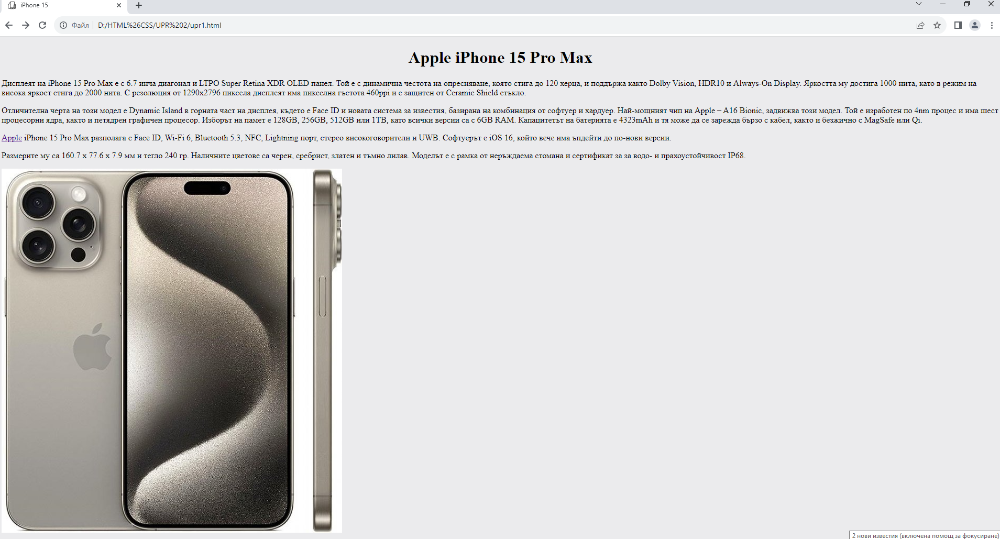 iPhone 15
Файл
D:/HTML%26CSS/UPR%202/upr1.html
Apple iPhone 15 Pro Max
Дисплеят на iPhone 15 Pro Max е с 6.7 инча диагонал и LTPO Super Retina XDR OLED панел. Той е с динамична честота на опресняване, която стига до 120 херца, и поддържа както Dolby Vision, HDR10 и Always-On Display. Яркостта му достига 1000 нита, като в режим на
висока яркост стига до 2000 нита. С резолюция от 1290x2796 пиксела дисплеят има пикселна гъстота 460ppi и е защитен от Ceramic Shield стъкло.
Отличителна черта на този модел е Dynamic Island в горната част на дисплея, където е Face ID и новата система за известия, базирана на комбинация от софтуер и хардуер. Най-мощният чип на Apple – A16 Bionic, задвижва този модел. Той е изработен по 4nm процес и има шест
процесорни ядра, както и петядрен графичен процесор. Изборът на памет е 128GB, 256GB, 512GB или 1TB, като всички версии са с 6GB RAM. Капацитетът на батерията е 4323mAh и тя може да се зарежда бързо с кабел, както и безжично с MagSafe или Qi.
Apple iPhone 15 Pro Max разполага с Face ID, Wi-Fi 6, Bluetooth 5.3, NFC, Lightning порт, стерео високоговорители и UWB. Софтуерът е iOS 16, който вече има ъпдейти до по-нови версии.
Размерите му са 160.7 x 77.6 x 7.9 мм и тегло 240 гр. Наличните цветове са черен, сребрист, златен и тъмно лилав. Моделът е с рамка от неръждаема стомана и сертификат за за водо- и прахоустойчивост IP68.
2 нови известия (включена помощ за фокусиране)